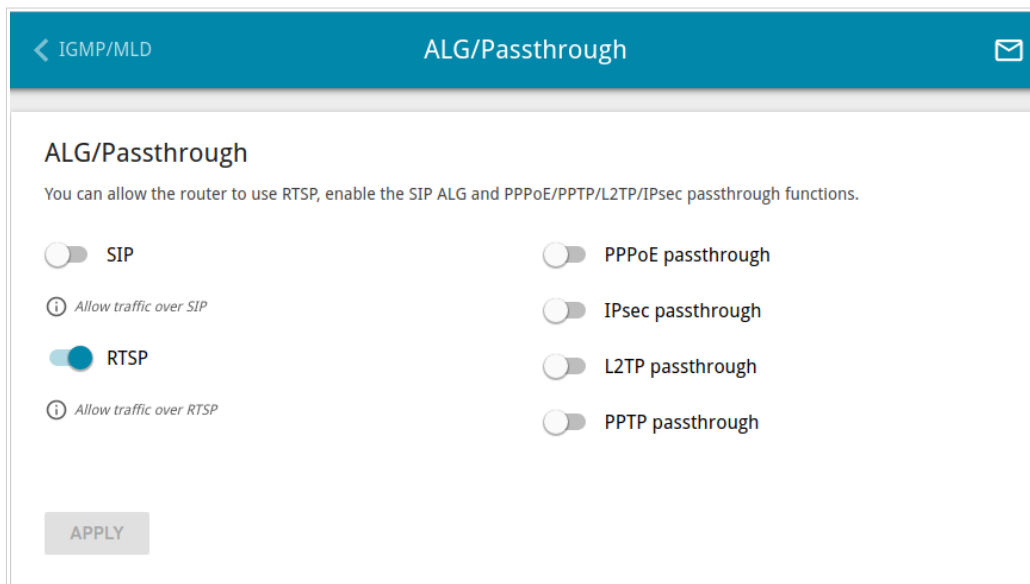 IGMP/MLD
ALG/Passthrough
ALG/Passthrough
You can allow the router to use RTSP, enable the SIP ALG and PPPoE/PPTP/L2TP/IPsec passthrough functions.
SIP
Allow traffic over SIP
RTSP
Allow traffic over RTSP
PPPoE passthrough
IPsec passthrough
L2TP passthrough
PPTP passthrough
APPLY